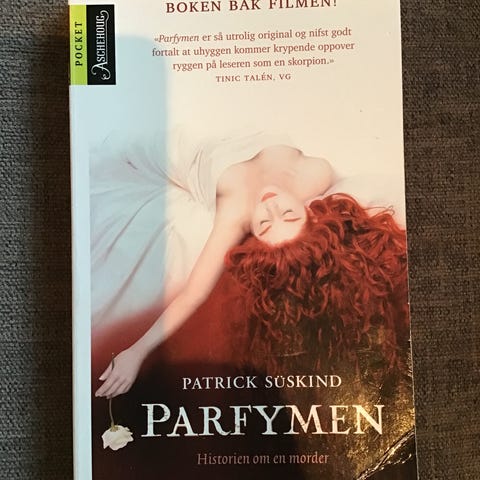 BOKEN BAK FILMEN!
«Parfymen er så utrolig original og nifst godt
fortalt at uhyggen kommer krypende oppover
ryggen på leseren som en skorpion.»
TINIC TALÉN, VG
POCKET
ASCHEHOUG
PATRICK SÜSKIND
PARFYMEN
Historien om en morder